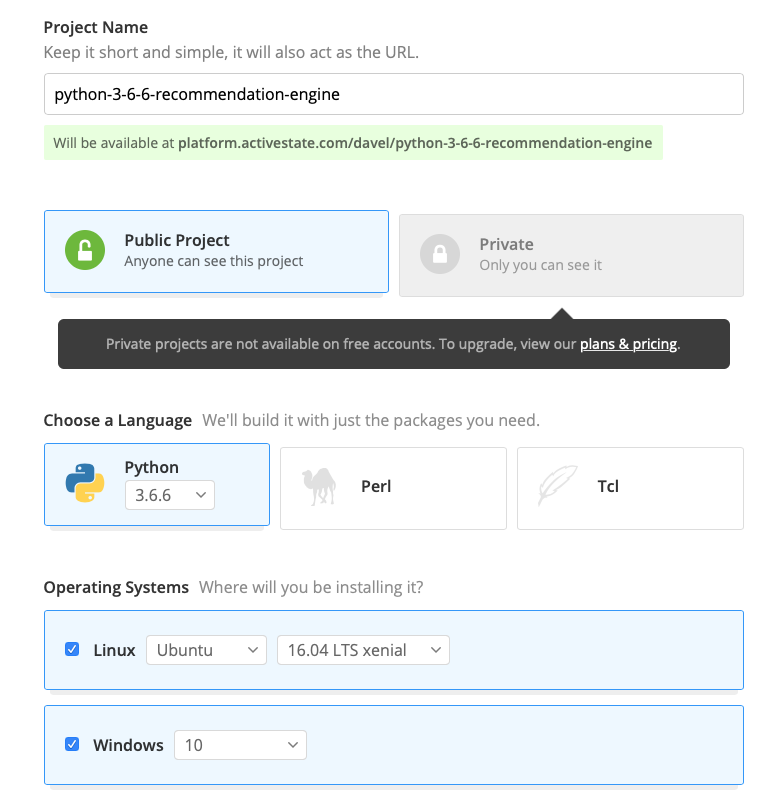 Project Name
Keep it short and simple, it will also act as the URL.
python-3-6-6-recommendation-engine
Will be available at platform.activestate.com/davel/python-3-6-6-recommendation-engine
Public Project
Anyone can see this project
Private
Only you can see it
Private projects are not available on free accounts. To upgrade, view our plans & pricing.
Choose a Language We'll build it with just the packages you need.
Python
3.6.6
Perl
Tcl
Operating Systems Where will you be installing it?
Linux Ubuntu 16.04 LTS xenial
Windows 10